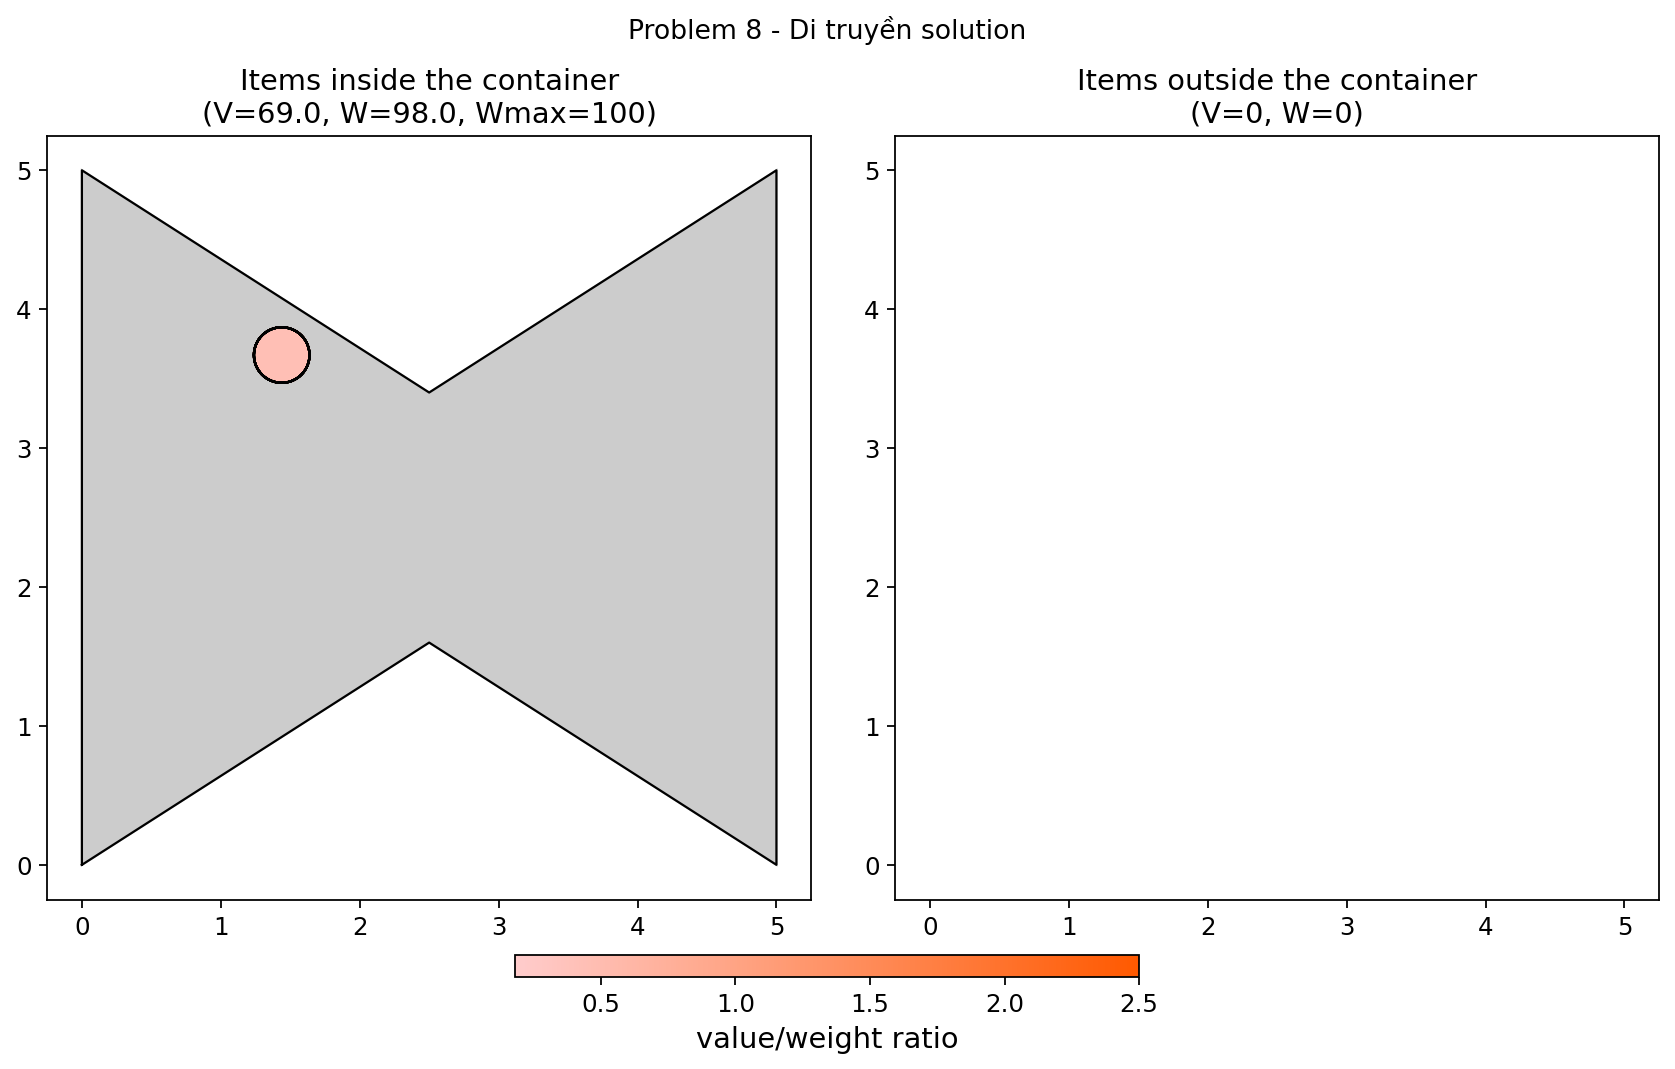 Problem 8 - Di truyền solution
Items inside the container
(V=69.0, W=98.0, Wmax=100)
5
4
3
2
1
0
0 1 2 3 4 5
Items outside the container
(V=0, W=0)
5
4
3
2
1
0
0 1 2 3 4 5
0.5 1.0 1.5 2.0 2.5
value/weight ratio